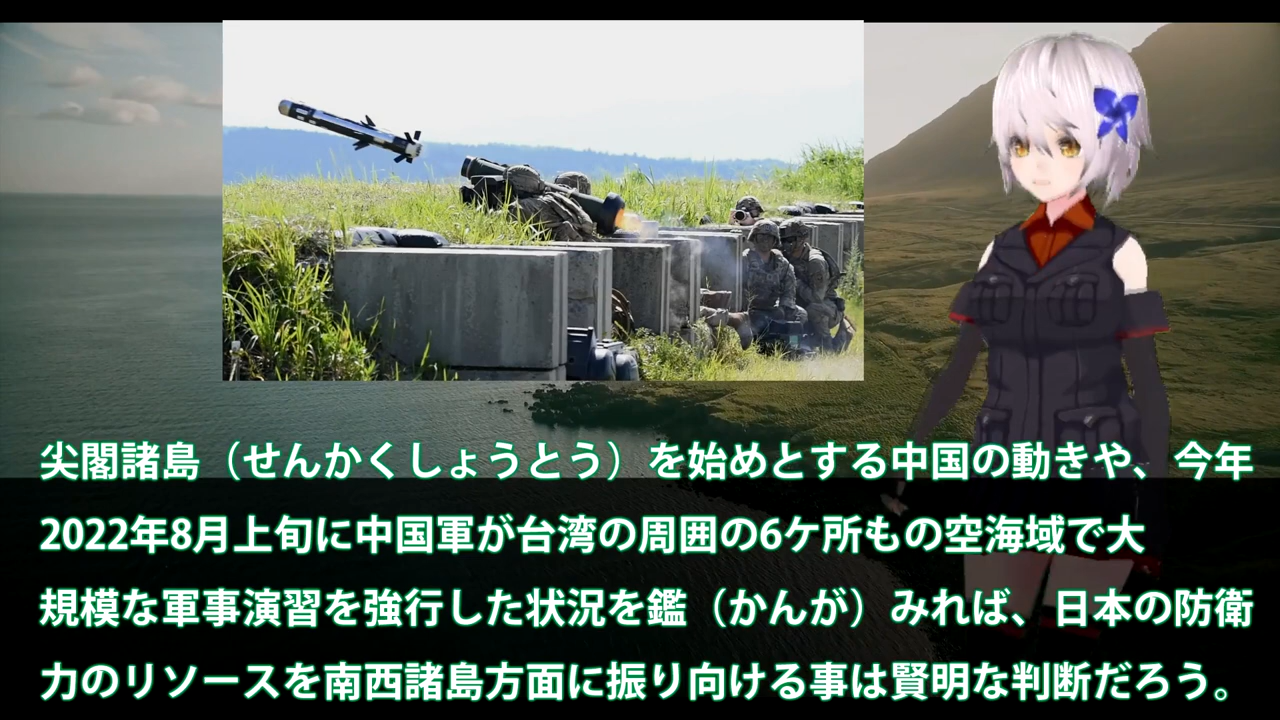 尖閣諸島（せんかくしょうとう）を始めとする中国の動きや、今年
2022年8月上旬に中国軍が台湾の周囲の6ケ所もの空海域で大
規模な軍事演習を強行した状況を鑑（かんが）みれば、日本の防衛
力のリソースを南西諸島方面に振り向ける事は賢明な判断だろう。